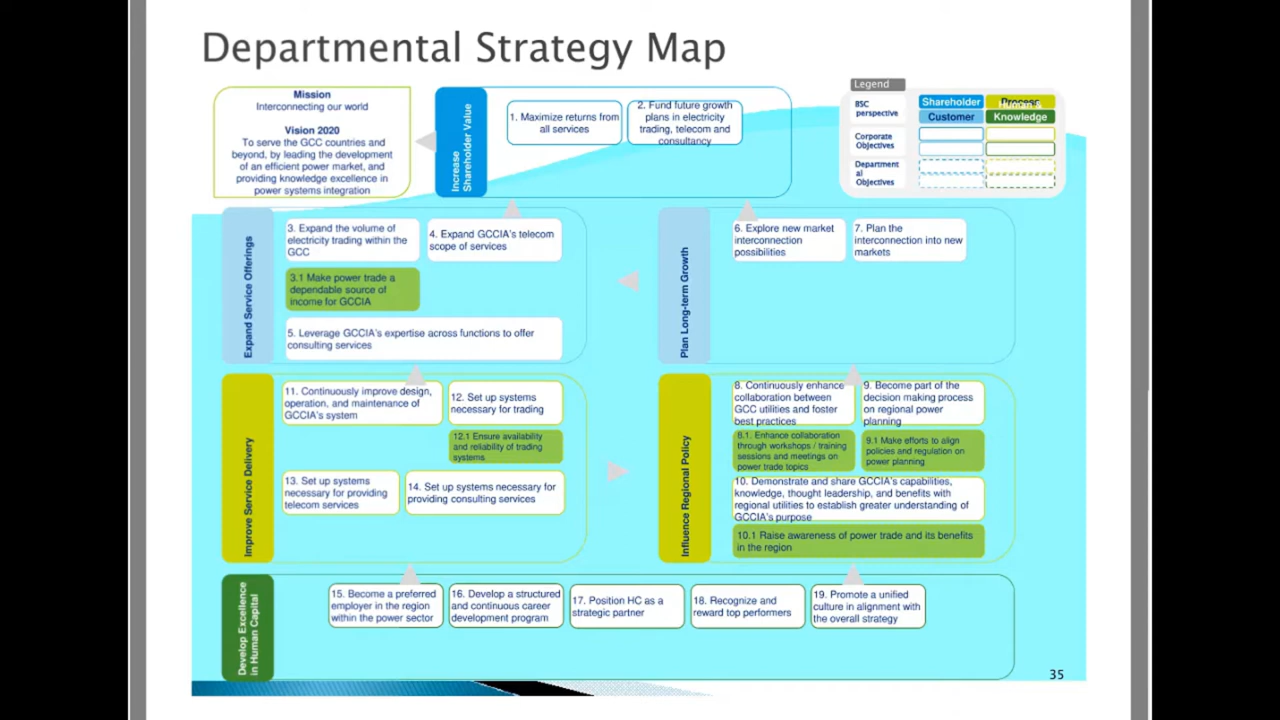 Departmental Strategy Map
Mission
Interconnecting our world
Vision 2020
To serve the GCC countries and
beyond, by leading the development
of an efficient power market, and
providing knowledge excellence in
power systems integration
Increase
Shareholder Value
1. Maximize returns from
all services
2. Fund future growth
plans in electricity
trading, telecom and
consultancy
Legend
BSC
perspective
Shareholder
Process
Customer
Human &
Knowledge
Corporate
Objectives
Department
al
Objectives
Expand Service Offerings
3. Expand the volume of
electricity trading within the
GCC
4. Expand GCCIA's telecom
scope of services
3.1 Make power trade a
dependable source of
income for GCCIA
5. Leverage GCCIA's expertise across functions to offer
consulting services
Plan Long-term Growth
6. Explore new market
interconnection
possibilities
7. Plan the
interconnection into new
markets
Improve Service Delivery
11. Continuously improve design,
operation, and maintenance of
GCCIA's system
12. Set up systems
necessary for trading
12.1 Ensure availability
and reliability of trading
systems
13. Set up systems
necessary for providing
telecom services
14. Set up systems necessary for
providing consulting services
Influence Regional Policy
8. Continuously enhance
collaboration between
GCC utilities and foster
best practices
9. Become part of the
decision making process
on regional power
planning
8.1. Enhance collaboration
through workshops / training
sessions and meetings on
power trade topics
9.1 Make efforts to align
policies and regulation on
power planning
10. Demonstrate and share GCCIA's capabilities,
knowledge, thought leadership, and benefits with
regional utilities to establish greater understanding of
GCCIA's purpose
10.1 Raise awareness of power trade and its benefits
in the region
Develop Excellence
in Human Capital
15. Become a preferred
employer in the region
within the power sector
16. Develop a structured
and continuous career
development program
17. Position HC as a
strategic partner
18. Recognize and
reward top performers
19. Promote a unified
culture in alignment with
the overall strategy
35